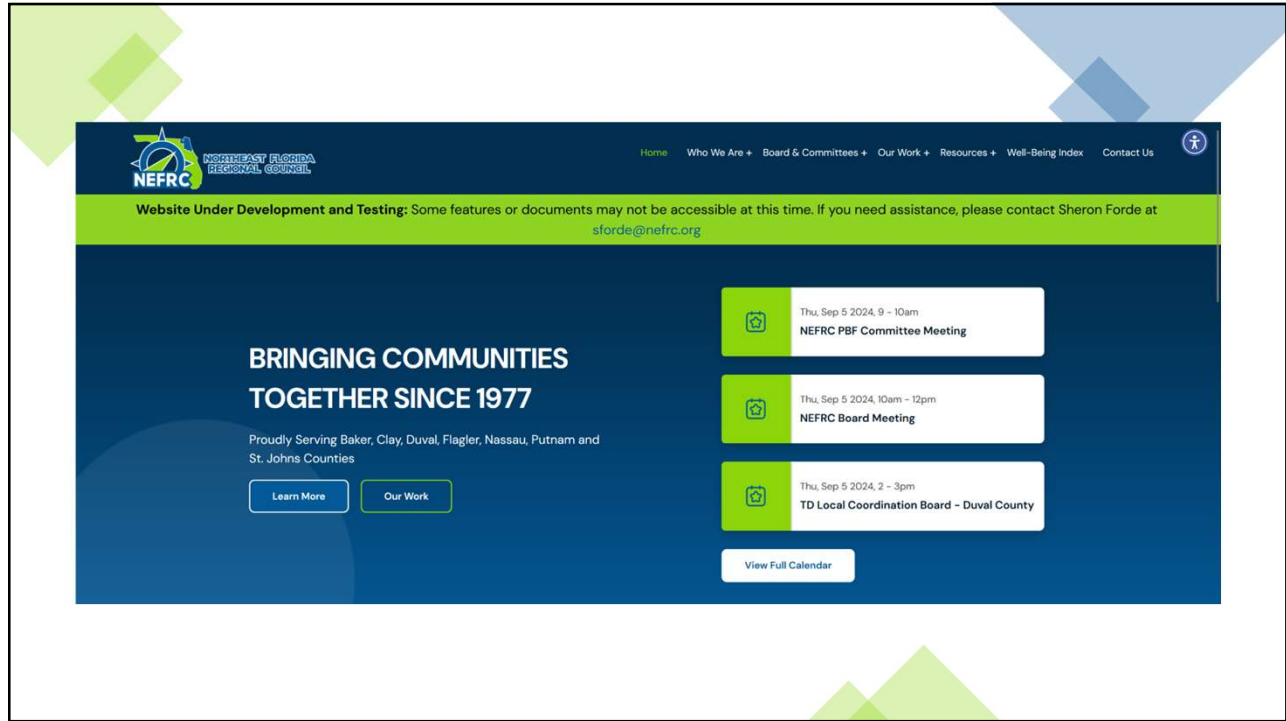 NEFRC
NORTHEAST FLORIDA
REGIONAL COUNCIL
Home Who We Are + Board & Committees + Our Work + Resources + Well-Being Index Contact Us
Website Under Development and Testing: Some features or documents may not be accessible at this time. If you need assistance, please contact Sheron Forde at
sforde@nefrc.org
BRINGING COMMUNITIES
TOGETHER SINCE 1977
Proudly Serving Baker, Clay, Duval, Flagler, Nassau, Putnam and
St. Johns Counties
Learn More Our Work
Thu, Sep 5 2024, 9 - 10am
NEFRC PBF Committee Meeting
Thu, Sep 5 2024, 10am - 12pm
NEFRC Board Meeting
Thu, Sep 5 2024, 2 - 3pm
TD Local Coordination Board - Duval County
View Full Calendar